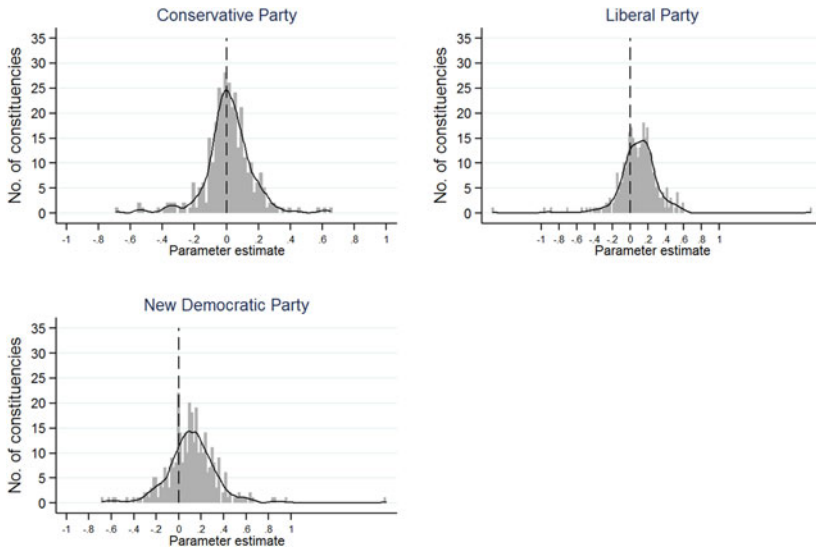 Conservative Party
No. of constituencies
35
30
25
20
15
10
5
0
-1 -.8 -.6 -.4 -.2 0 .2 .4 .6 .8 1
Parameter estimate
Liberal Party
No. of constituencies
35
30
25
20
15
10
5
0
-1 -.8 -.6 -.4 -.2 0 .2 .4 .6 .8 1
Parameter estimate
New Democratic Party
No. of constituencies
35
30
25
20
15
10
5
0
-1 -.8 -.6 -.4 -.2 0 .2 .4 .6 .8 1
Parameter estimate